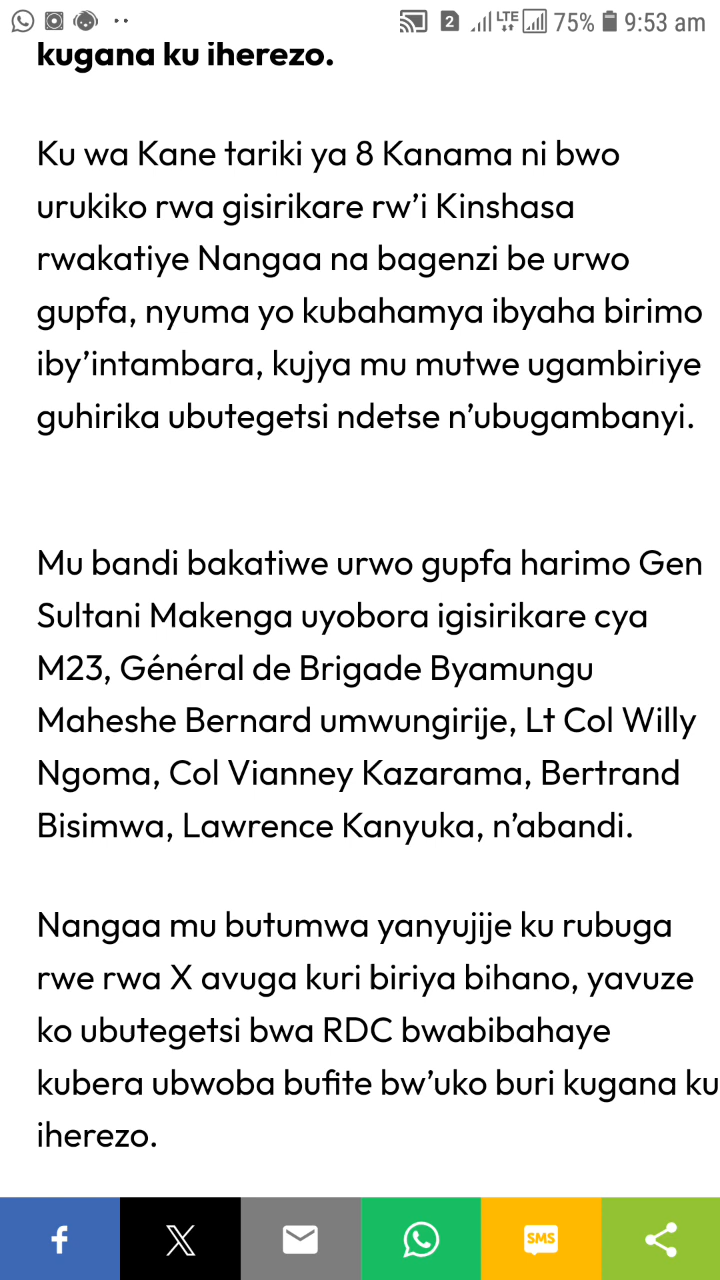 2 LTE 75% 9:53 am
kugana ku iherezo.
Ku wa Kane tariki ya 8 Kanama ni bwo
urukiko rwa gisirikare rw’i Kinshasa
rwakatiye Nangaa na bagenzi be urwo
gupfa, nyuma yo kubahamya ibyaha birimo
iby’intambara, kujya mu mutwe ugambiriye
guhirika ubutegetsi ndetse n’ubugambanyi.
Mu bandi bakatiwe urwo gupfa harimo Gen
Sultani Makenga uyobora igisirikare cya
M23, Général de Brigade Byamungu
Maheshe Bernard umwungirije, Lt Col Willy
Ngoma, Col Vianney Kazarama, Bertrand
Bisimwa, Lawrence Kanyuka, n’abandi.
Nangaa mu butumwa yanyujije ku rubuga
rwe rwa X avuga kuri biriya bihano, yavuze
ko ubutegetsi bwa RDC bwabibahaye
kubera ubwoba bufite bw’uko buri kugana ku
iherezo.
SMS